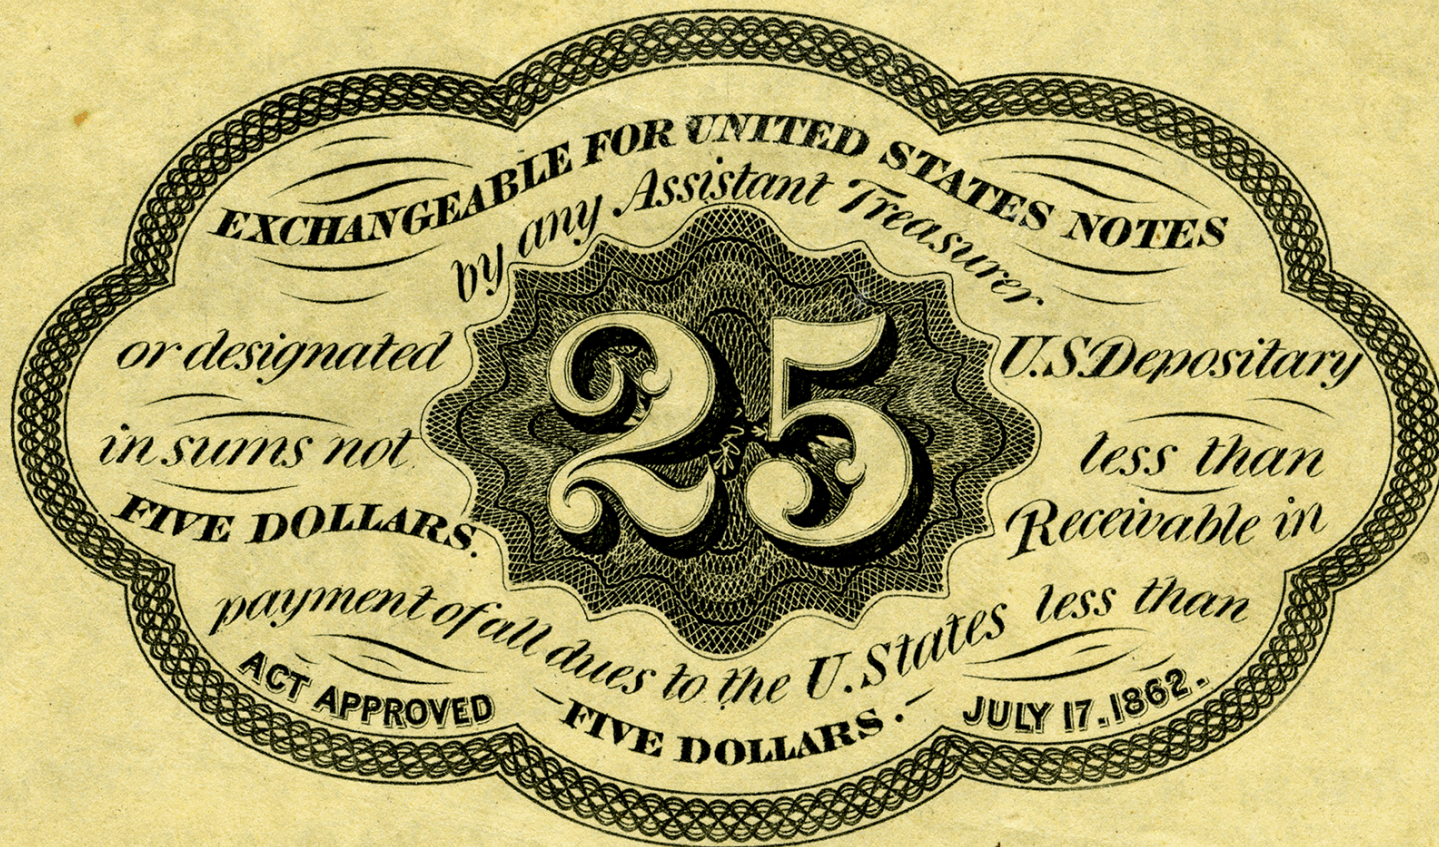 EXCHANGEABLE FOR UNITED STATES NOTES
by any Assistant Treasurer
or designated U.S. Depositary
in sums not less than
FIVE DOLLARS. Receivable in
payment of all dues to the U. States less than
FIVE DOLLARS.
ACT APPROVED JULY 17. 1862.
25